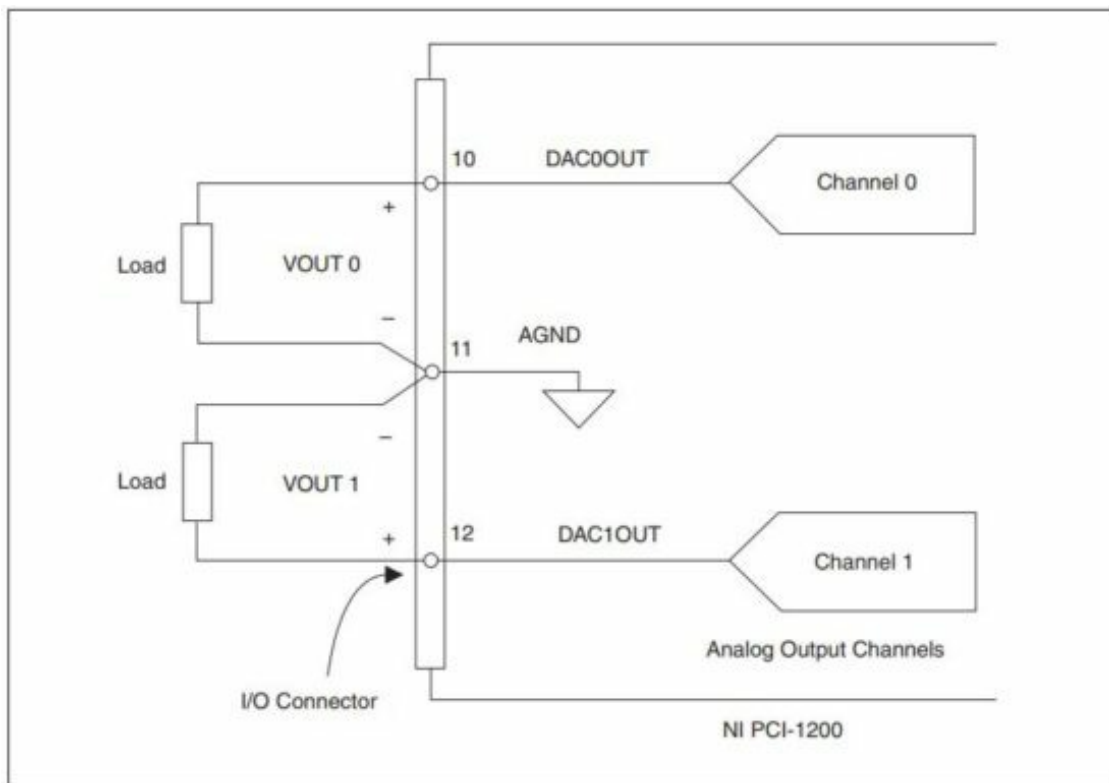 10
DAC0OUT
Channel 0
+
Load
VOUT 0
–
11
AGND
–
Load
VOUT 1
+
12
DAC1OUT
Channel 1
Analog Output Channels
I/O Connector
NI PCI-1200